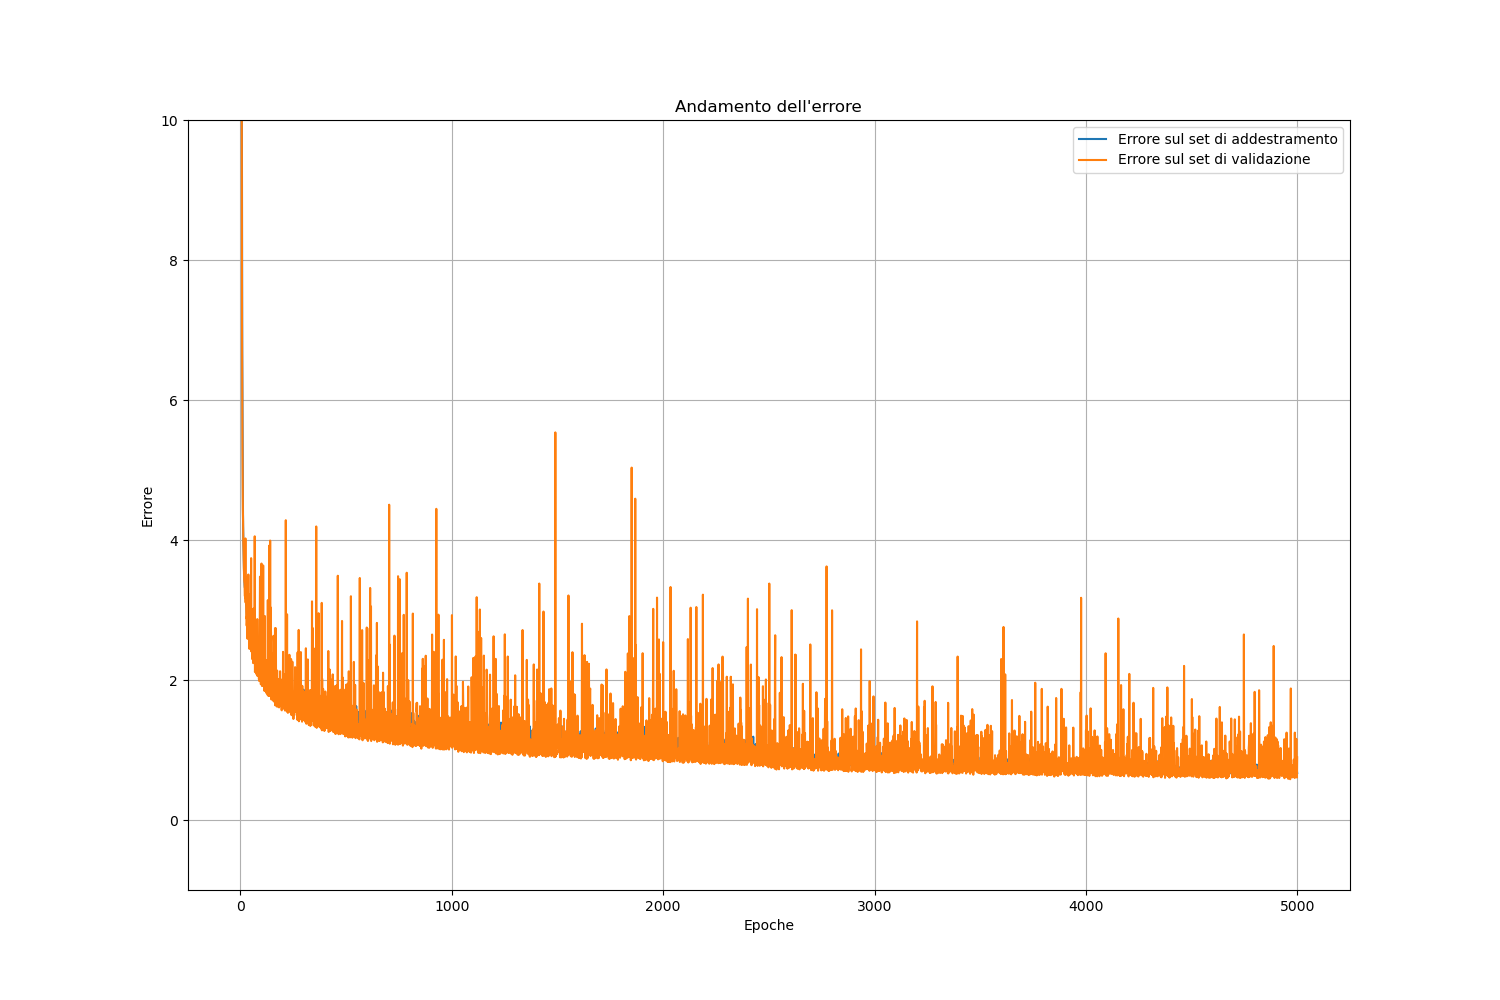 Andamento dell'errore
Errore sul set di addestramento
Errore sul set di validazione
10
8
6
4
2
0
Errore
0 1000 2000 3000 4000 5000
Epoche